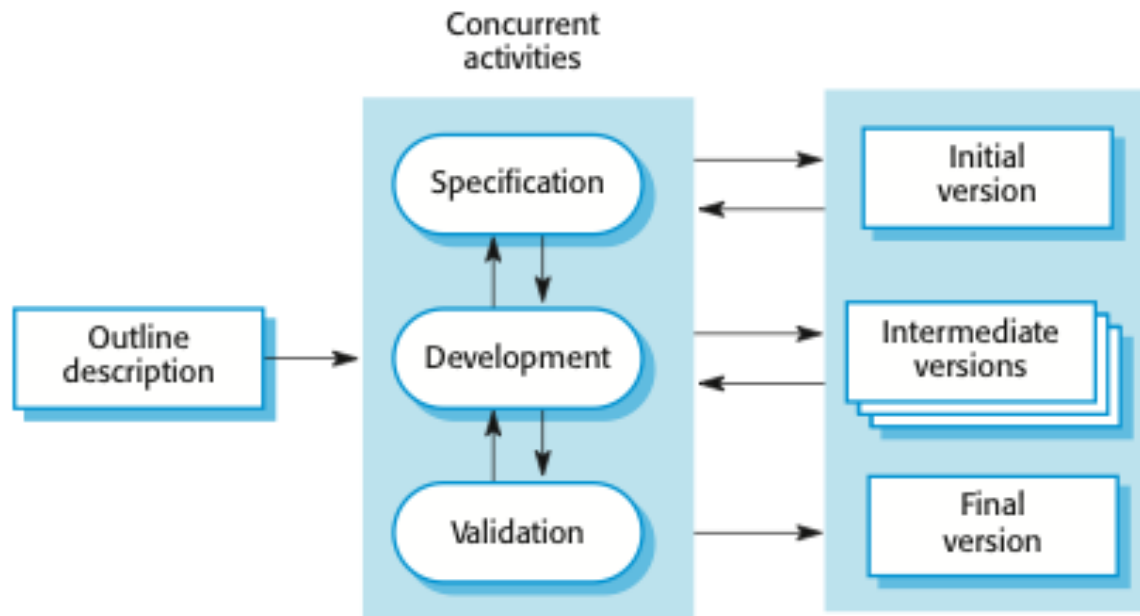 Concurrent
activities
Specification
Initial
version
Outline
description
Development
Intermediate
versions
Validation
Final
version